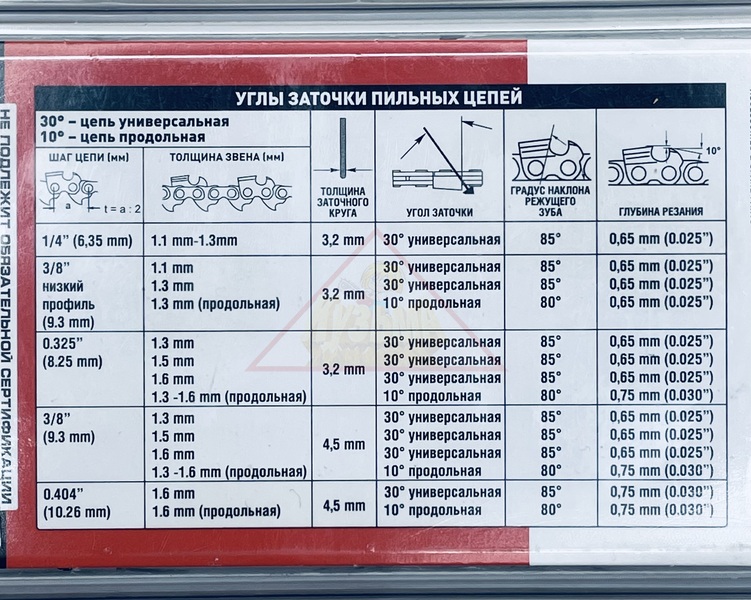 УГЛЫ ЗАТОЧКИ ПИЛЬНЫХ ЦЕПЕЙ
30° – цепь универсальная
10° – цепь продольная
ШАГ ЦЕПИ (мм)
a t = a : 2
ТОЛЩИНА ЗВЕНА (мм)
ТОЛЩИНА
ЗАТОЧНОГО
КРУГА
УГОЛ ЗАТОЧКИ
ГРАДУС НАКЛОНА
РЕЖУЩЕГО
ЗУБА
10°
ГЛУБИНА РЕЗАНИЯ
1/4” (6,35 mm) 1.1 mm-1.3mm 3,2 mm 30° универсальная 85° 0,65 mm (0.025”)
3/8” 1.1 mm 30° универсальная 85° 0,65 mm (0.025”)
низкий 1.3 mm 3,2 mm 30° универсальная 85° 0,65 mm (0.025”)
профиль 1.3 mm (продольная) 10° продольная 80° 0,65 mm (0.025”)
(9.3 mm)
0.325” 1.3 mm 30° универсальная 85° 0,65 mm (0.025”)
(8.25 mm) 1.5 mm 3,2 mm 30° универсальная 85° 0,65 mm (0.025”)
1.6 mm 30° универсальная 85° 0,65 mm (0.025”)
1.3 -1.6 mm (продольная) 10° продольная 80° 0,75 mm (0.030”)
3/8” 1.3 mm 30° универсальная 85° 0,65 mm (0.025”)
(9.3 mm) 1.5 mm 4,5 mm 30° универсальная 85° 0,65 mm (0.025”)
1.6 mm 30° универсальная 85° 0,65 mm (0.025”)
1.3 -1.6 mm (продольная) 10° продольная 80° 0,75 mm (0.030”)
0.404” 1.6 mm 4,5 mm 30° универсальная 85° 0,75 mm (0.030”)
(10.26 mm) 1.6 mm (продольная) 10° продольная 80° 0,75 mm (0.030”)
НЕ ПОДЛЕЖИТ ОБЯЗАТЕЛЬНОЙ СЕРТИФИКАЦИИ